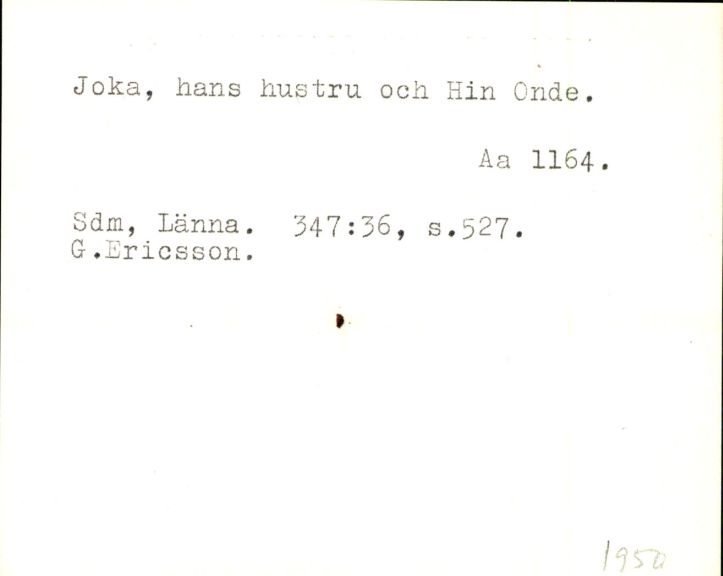 Joka, hans hustru och Hin Onde.
Aa 1164.
Sdm, Länna. 347:36, s.527.
G.Ericsson.
1950